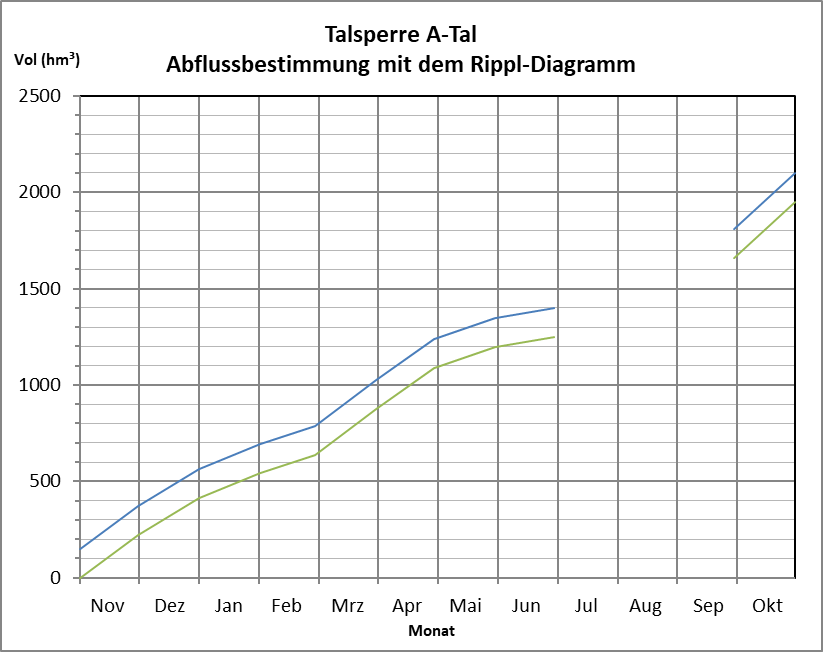 Talsperre A-Tal
Abflussbestimmung mit dem Rippl-Diagramm
Vol (hm³)
2500
2000
1500
1000
500
0
Nov Dez Jan Feb Mrz Apr Mai Jun Jul Aug Sep Okt
Monat